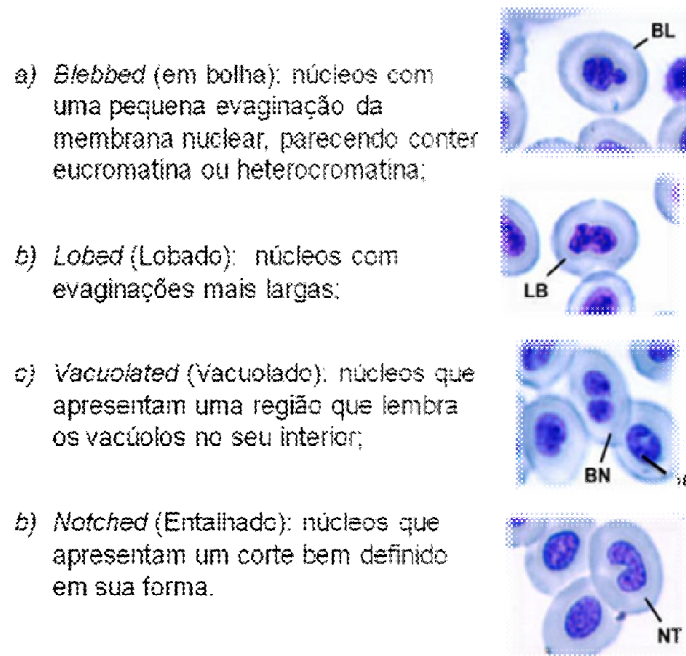 a) Blebbed (em bolha): núcleos com
uma pequena evaginação da
membrana nuclear, parecendo conter
eucromatina ou heterocromatina;
BL
b) Lobed (Lobado): núcleos com
evaginações mais largas;
LB
c) Vacuolated (Vacuolado): núcleos que
apresentam uma região que lembra
os vacúolos no seu interior;
BN
b) Notched (Entalhado): núcleos que
apresentam um corte bem definido
em sua forma.
NT